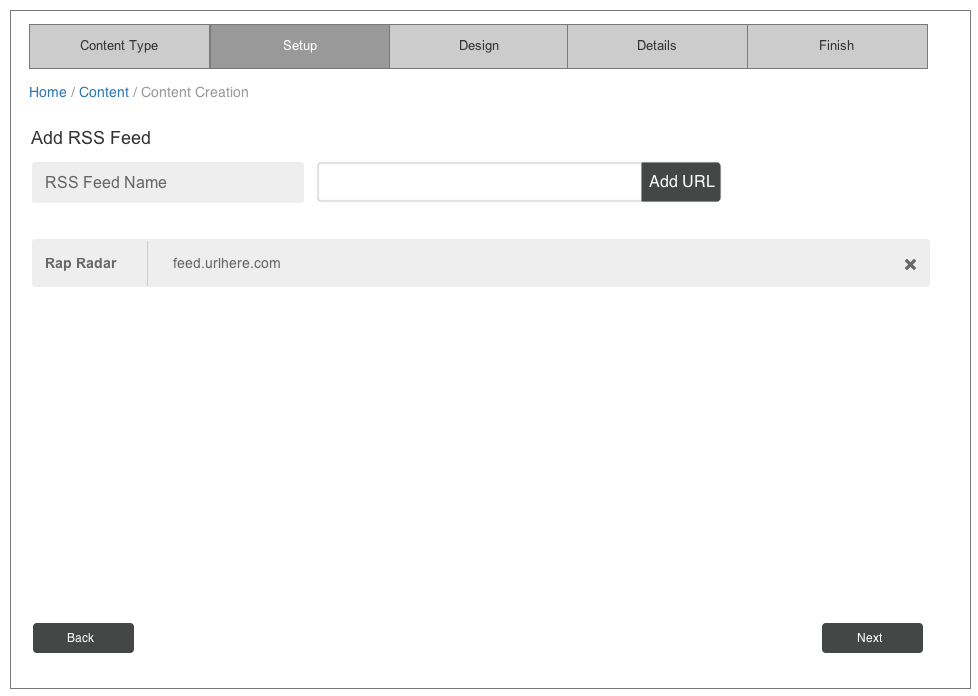 Content Type Setup Design Details Finish
Home / Content / Content Creation
Add RSS Feed
RSS Feed Name Add URL
Rap Radar feed.urlhere.com
Back Next